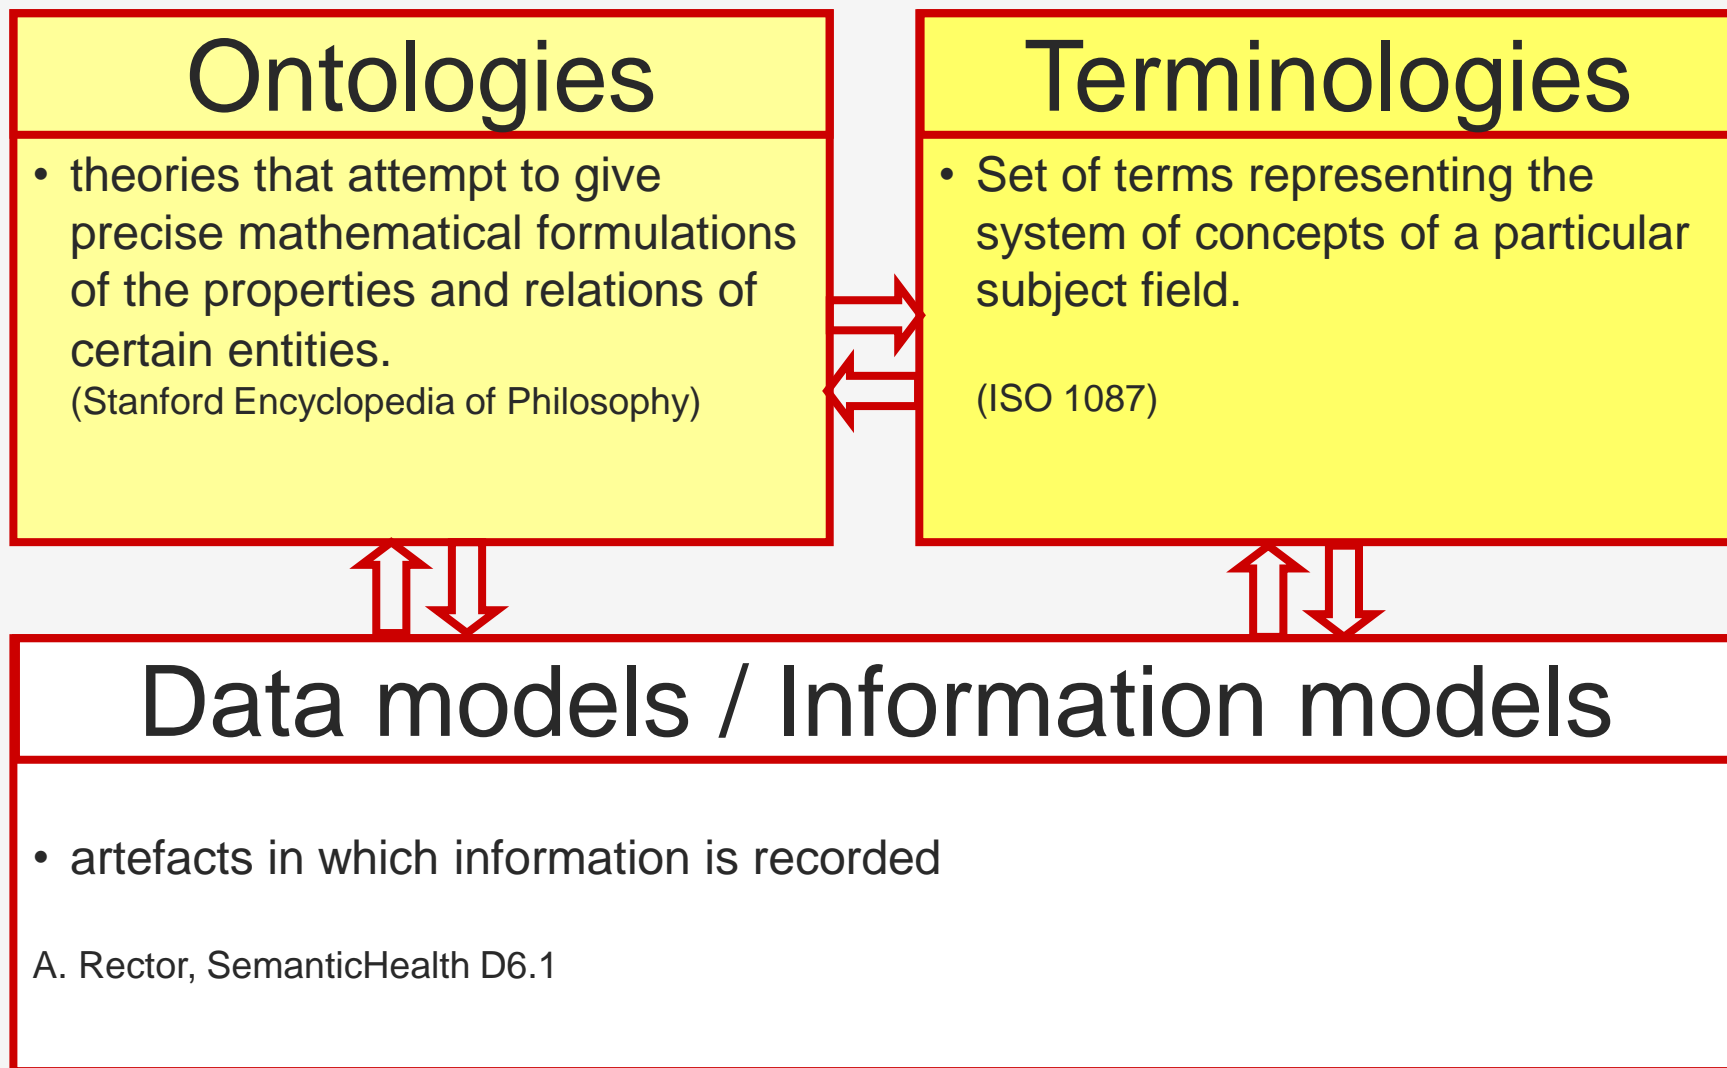 Ontologies
• theories that attempt to give
precise mathematical formulations
of the properties and relations of
certain entities.
(Stanford Encyclopedia of Philosophy)
Terminologies
• Set of terms representing the
system of concepts of a particular
subject field.
(ISO 1087)
Data models / Information models
• artefacts in which information is recorded
A. Rector, SemanticHealth D6.1